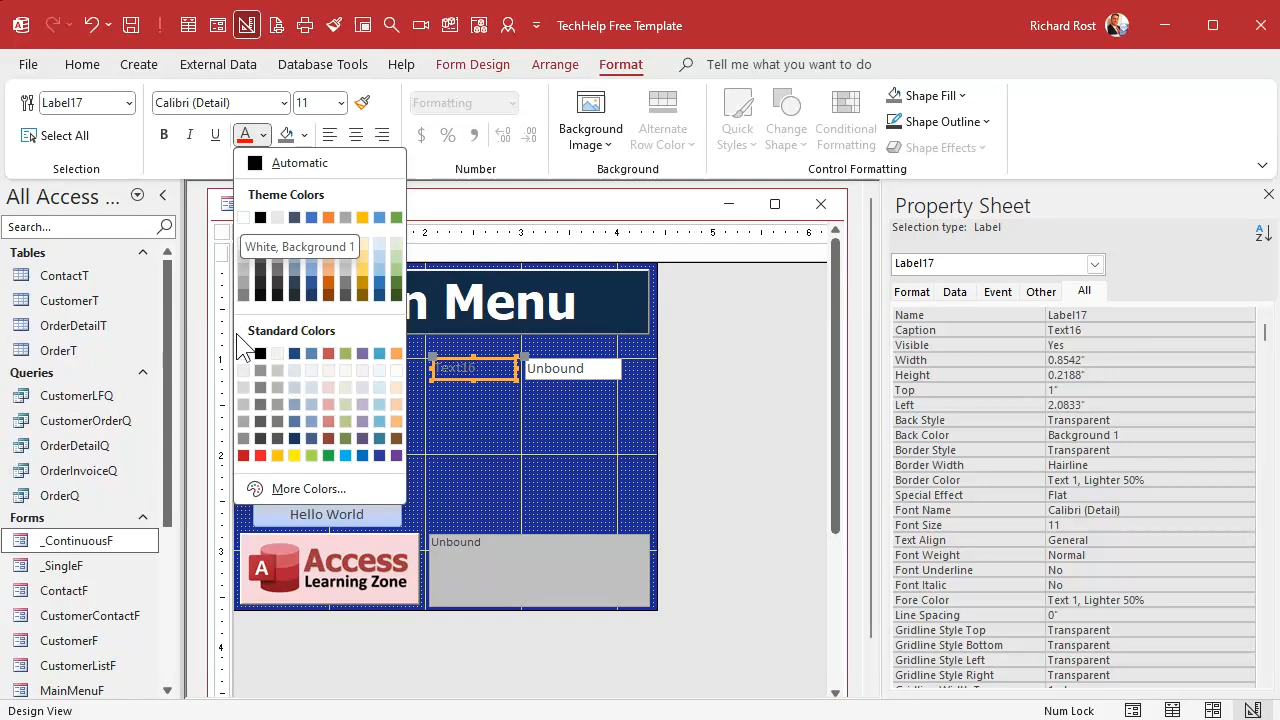 TechHelp Free Template
Richard Rost
File Home Create External Data Database Tools Help Form Design Arrange Format Tell me what you want to do
Label17
Calibri (Detail) 11
Formatting
Select All
B I U A
$ % 9
Background Image
Alternate Row Color
Quick Styles
Change Shape
Conditional Formatting
Shape Fill
Shape Outline
Shape Effects
Selection
Number
Background
Control Formatting
Automatic
Theme Colors
White, Background 1
Standard Colors
More Colors...
All Access ...
Search...
Tables
ContactT
CustomerT
OrderDetailT
OrderT
Queries
CustomerLFQ
CustomerOrderQ
OrderDetailQ
OrderInvoiceQ
OrderQ
Forms
_ContinuousF
_SingleF
ContactF
CustomerContactF
CustomerF
CustomerListF
MainMenuF
2 3 4 5 6
1
2
3
4
n Menu
Text16
Unbound
Hello World
A Access
Learning Zone
Unbound
Property Sheet
Selection type: Label
Label17
Format Data Event Other All
Name Label17
Caption Text16
Visible Yes
Width 0.8542"
Height 0.2188"
Top 1"
Left 2.0833"
Back Style Transparent
Back Color Background 1
Border Style Transparent
Border Width Hairline
Border Color Text 1, Lighter 50%
Special Effect Flat
Font Name Calibri (Detail)
Font Size 11
Text Align General
Font Weight Normal
Font Underline No
Font Italic No
Fore Color Text 1, Lighter 50%
Line Spacing 0"
Gridline Style Top Transparent
Gridline Style Bottom Transparent
Gridline Style Left Transparent
Gridline Style Right Transparent
Design View
Num Lock